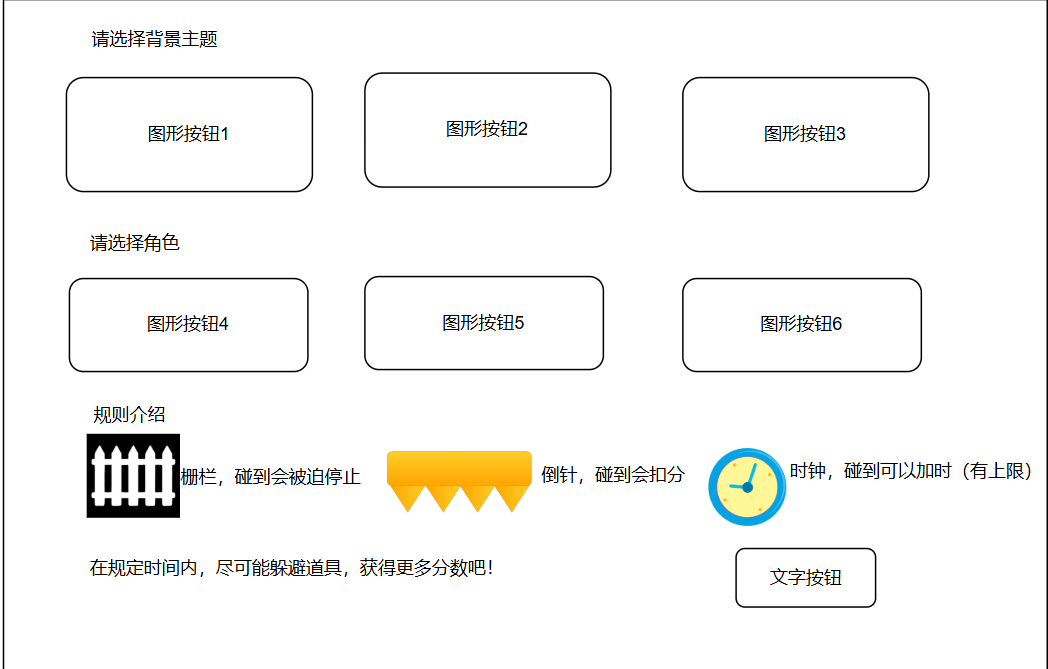 请选择背景主题
图形按钮1
图形按钮2
图形按钮3
请选择角色
图形按钮4
图形按钮5
图形按钮6
规则介绍
栅栏，碰到会被迫停止
倒针，碰到会扣分
时钟，碰到可以加时（有上限）
在规定时间内，尽可能躲避道具，获得更多分数吧！
文字按钮